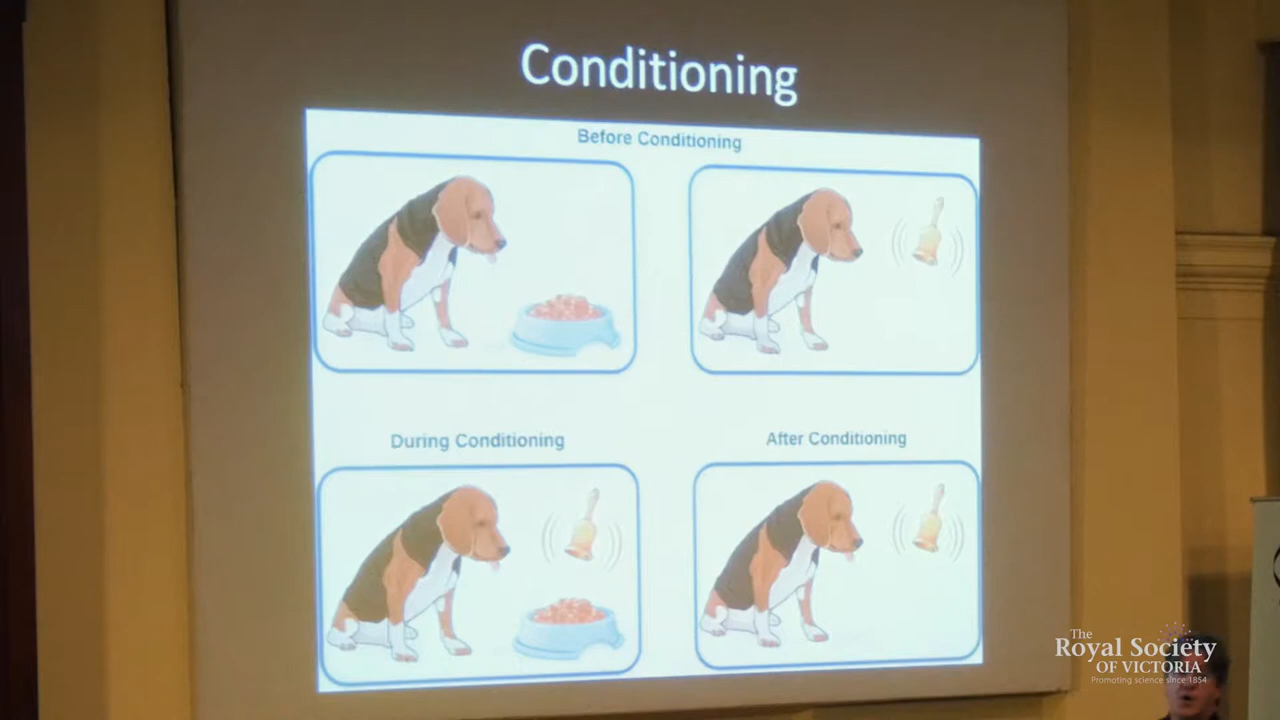 Conditioning
Before Conditioning
During Conditioning
After Conditioning
The
Royal Society
OF VICTORIA
Promoting science since 1854